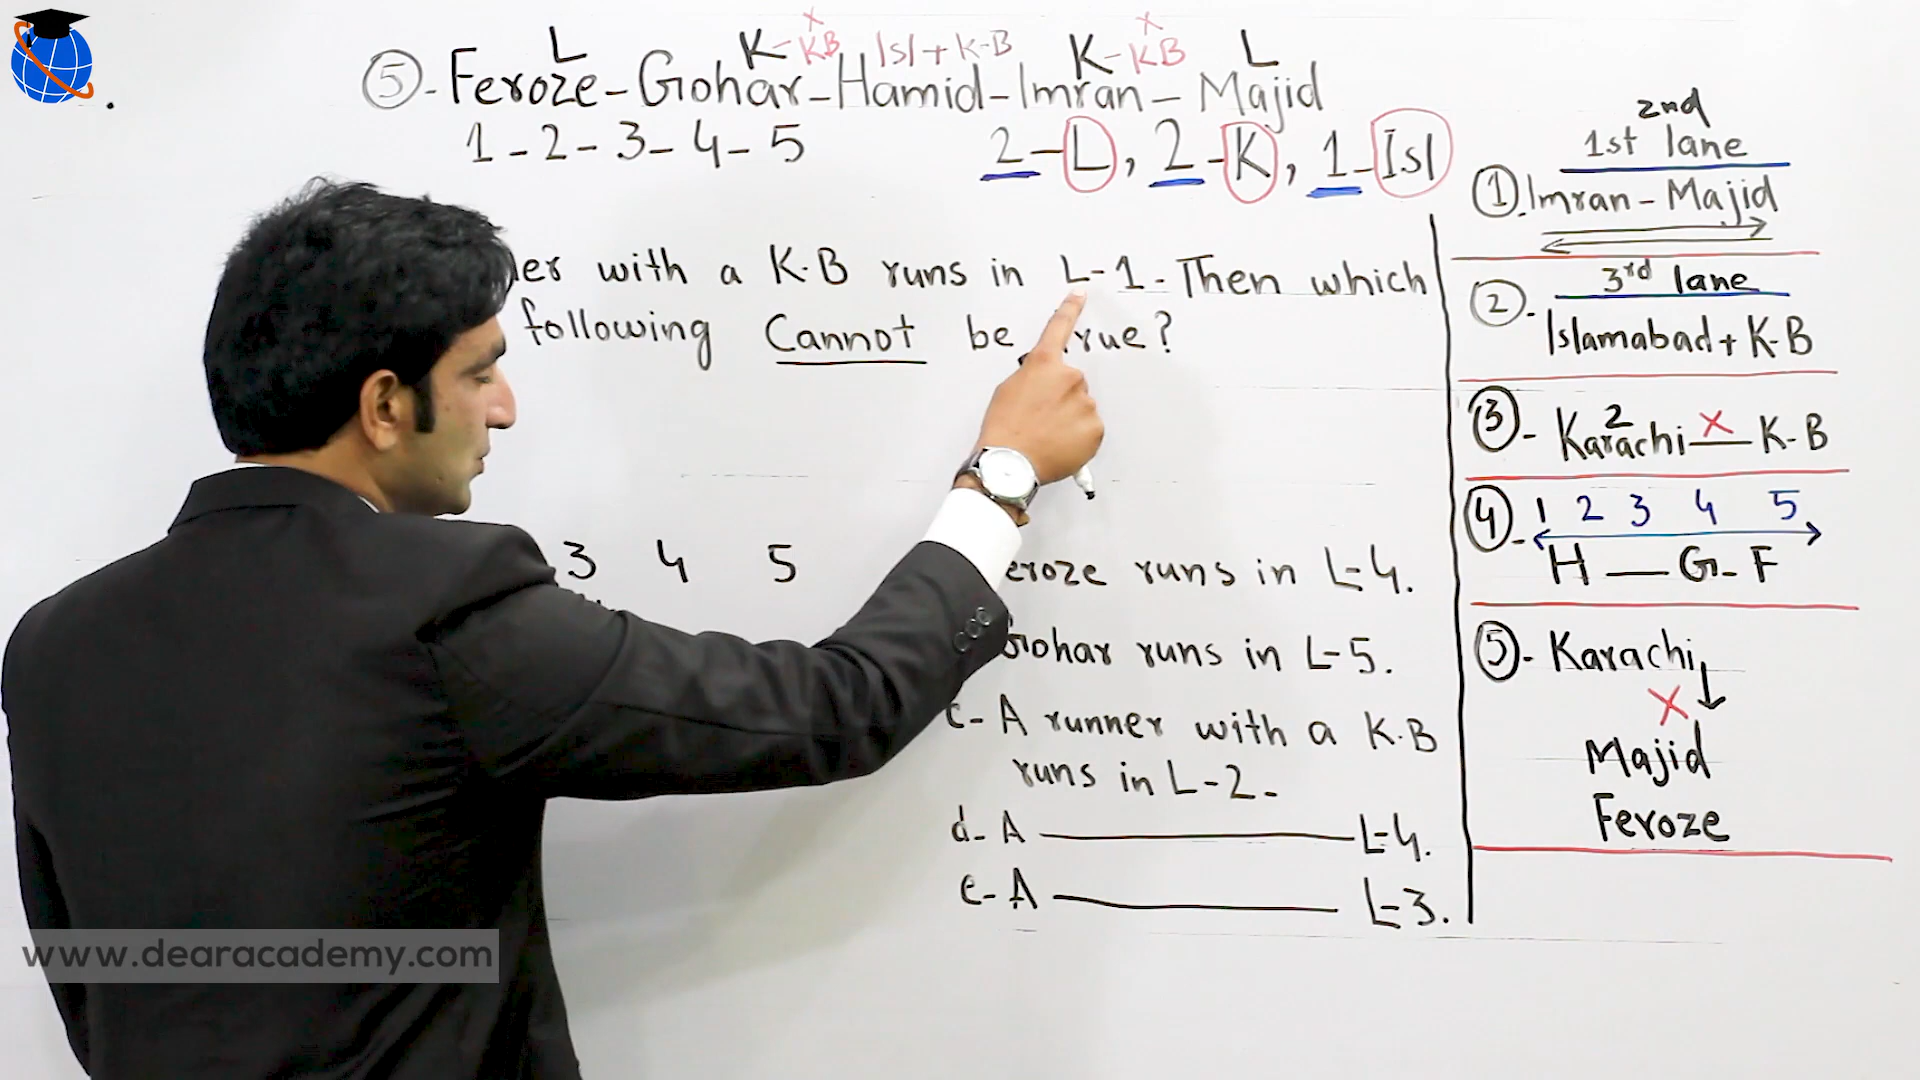 L K-KB Isl+K-B K-KB L
5 - Feroze-Gohar-Hamid-Imran-Majid
1-2-3-4-5 2-L, 2-K, 1-Isl
with a K.B runs in L-1. Then which
following Cannot be True?
3 4 5
eroze runs in L-4.
Gohar runs in L-5.
c- A runner with a K.B
runs in L-2.
d- A ——— L-4.
e- A ——— L-3.
2nd
1st lane
1. Imran-Majid
3rd lane
2.
Islamabad+K-B
2
3- Karachi X K-B
4- 1 2 3 4 5
H — G-F
5- Karachi
X
Majid
Feroze
www.dearacademy.com